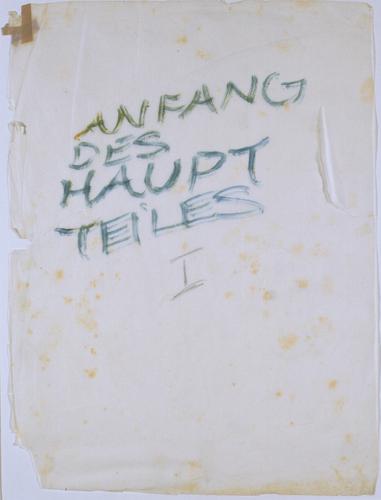 ANFANG
DES
HAUPT
TEILES
I